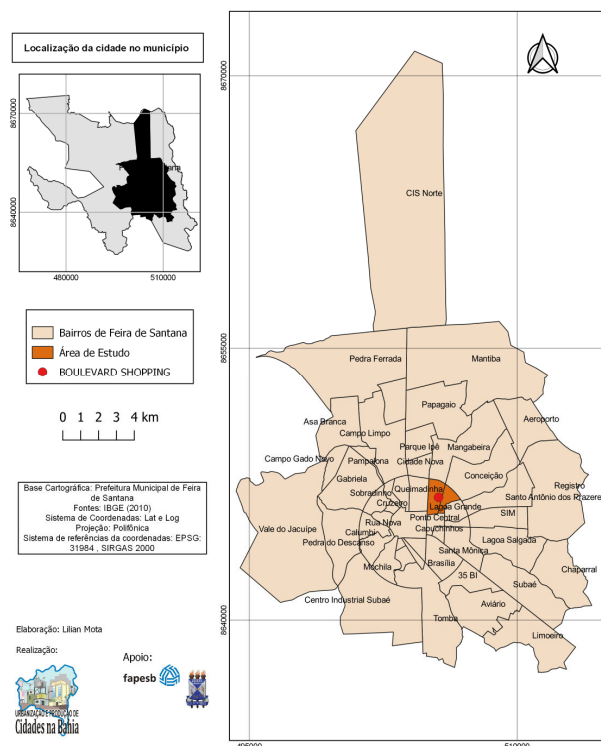 Localização da cidade no município
8670000
8640000
480000
510000
Bairros de Feira de Santana
Área de Estudo
BOULEVARD SHOPPING
0 1 2 3 4 km
Base Cartográfica: Prefeitura Municipal de Feira
de Santana
Fontes: IBGE (2010)
Sistema de Coordenadas: Lat e Log
Projeção: Polifônica
Sistema de referências da coordenadas: EPSG:
31984 , SIRGAS 2000
Elaboração: Lilian Mota
Realização:
URBANIZAÇÃO E PRODUÇÃO DE
Cidades na Bahia
Apoio:
fapesb
8670000
8655000
8640000
495000
510000
CIS Norte
Pedra Ferrada
Mantiba
Papagaio
Asa Branca
Aeroporto
Campo Limpo
Parque Ipê
Mangabeira
Campo Gado Novo
Pampalona
Cidade Nova
Gabriela
Conceição
Registro
Sobradinho
Queimadinha
Santo Antônio dos Prazeres
Cruzeiro
Lagoa Grande
SIM
Rua Nova
Ponto Central
Vale do Jacuípe
Calumbi
Capuchinhos
Pedra do Descanso
Lagoa Salgada
Santa Mônica
Mochila
Brasília
Chaparral
35 BI
Subaé
Centro Industrial Subaé
Aviário
Tomba
Limoeiro